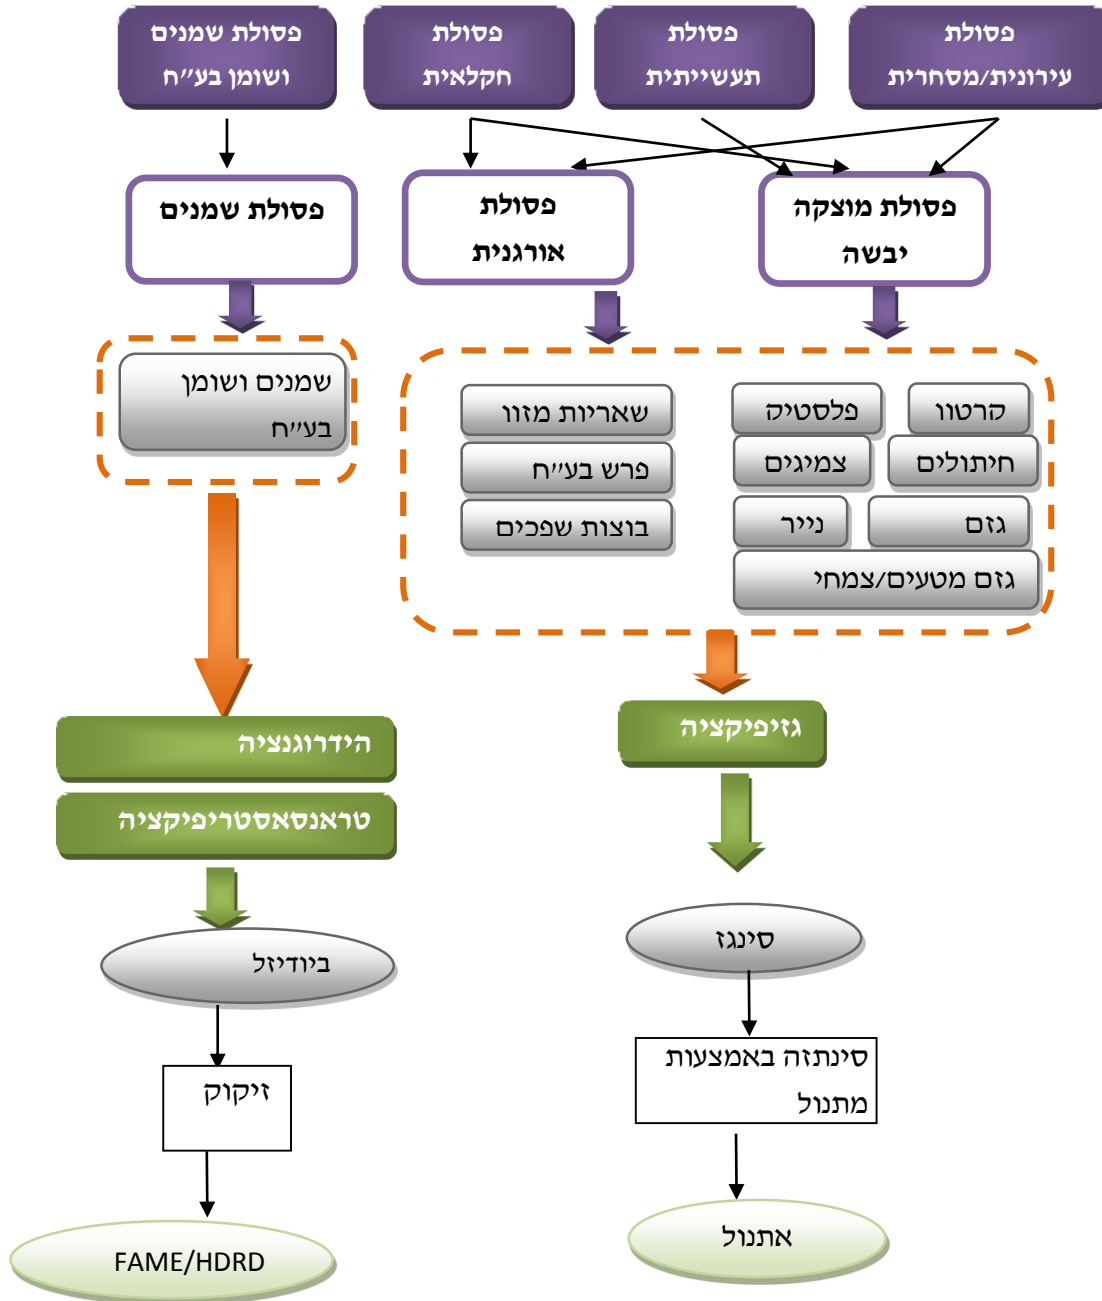 פסולת
עירונית/מסחרית
פסולת
תעשייתית
פסולת
חקלאית
פסולת שמנים
ושומן בע״ח
פסולת מוצקה
יבשה
פסולת
אורגנית
פסולת שמנים
קרטוו
פלסטיק
חיתולים
צמיגים
גזם
נייר
גזם מטעים/צמחי
שאריות מזוו
פרש בע״ח
בוצות שפכים
שמנים ושומן
בע״ח
גזיפיקציה
הידרוגנציה
טראנסאסטריפיקציה
סינגז
ביודיזל
סינתזה באמצעות
מתנול
זיקוק
אתנול
FAME/HDRD